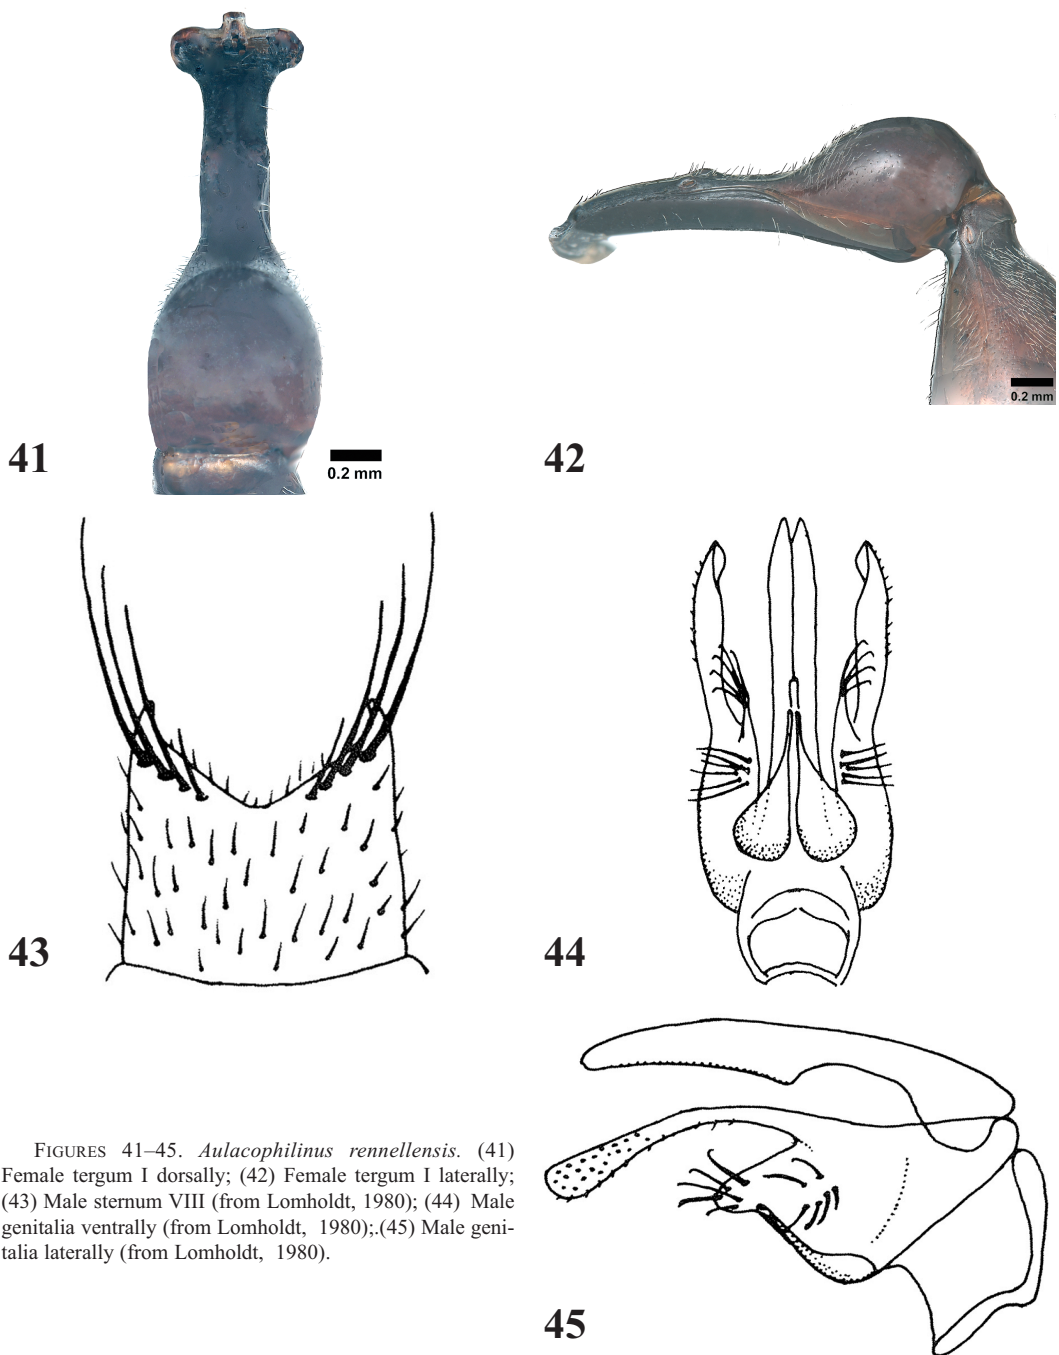 41
0.2 mm
42
0.2 mm
43
44
FIGURES 41–45. Aulacophilinus rennellensis. (41)
Female tergum I dorsally; (42) Female tergum I laterally;
(43) Male sternum VIII (from Lomholdt, 1980); (44) Male
genitalia ventrally (from Lomholdt, 1980);.(45) Male geni-
talia laterally (from Lomholdt, 1980).
45